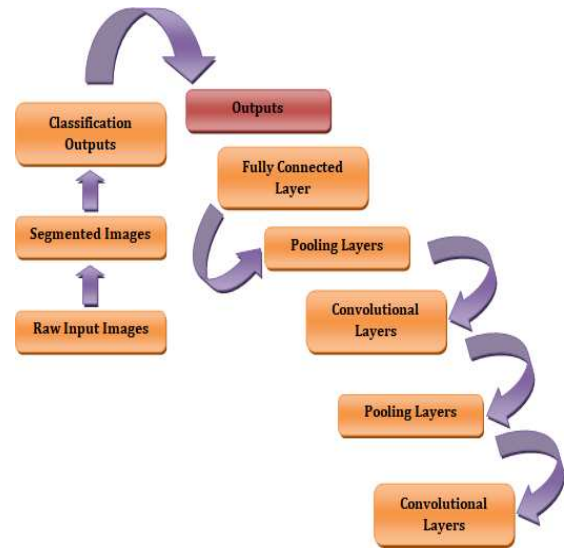 Outputs
Classification
Outputs
Fully Connected
Layer
Segmented Images
Pooling Layers
Raw Input Images
Convolutional
Layers
Pooling Layers
Convolutional
Layers